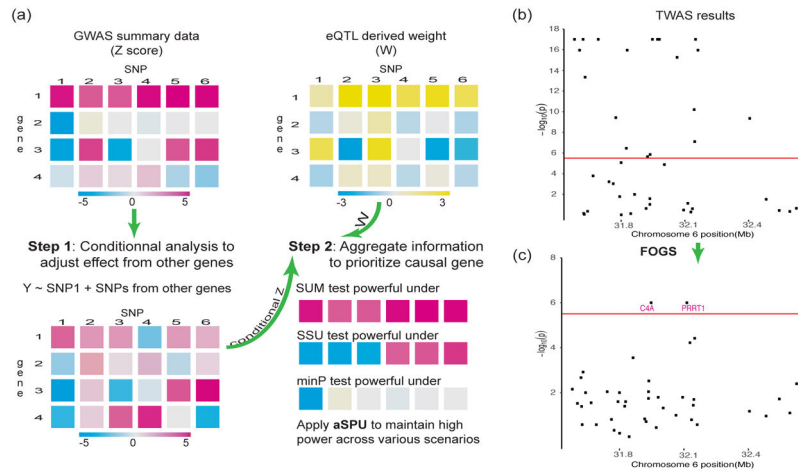 (a)
GWAS summary data
(Z score)
SNP
1 2 3 4 5 6
gene
1
2
3
4
-5 0 5
eQTL derived weight
(W)
SNP
1 2 3 4 5 6
gene
1
2
3
4
-3 0 3
W
Step 1: Conditionnal analysis to
adjust effect from other genes
Y ~ SNP1 + SNPs from other genes
SNP
1 2 3 4 5 6
gene
1
2
3
4
-5 0 5
conditional Z
Step 2: Aggregate information
to prioritize causal gene
SUM test powerful under
SSU test powerful under
minP test powerful under
Apply aSPU to maintain high
power across various scenarios
(b)
TWAS results
−log10(p)
18
16
14
12
10
8
6
4
2
31.8 32.1 32.4
Chromosome 6 position(Mb)
FOGS
(c)
−log10(p)
8
6
4
2
C4A PRRT1
31.8 32.1 32.4
Chromosome 6 position(Mb)